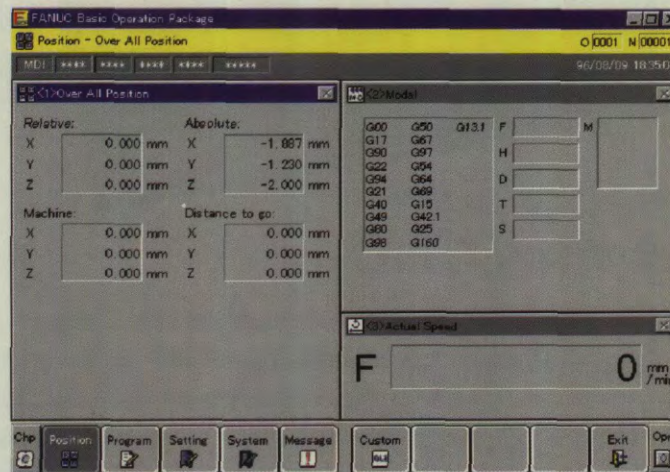 FANUC Basic Operation Package
Position - Over All Position O 0001 N 00001
MDI **** **** **** **** ***** 96/08/09 18:35:0
<1>Over All Position
Relative: Absolute:
X 0.000 mm X -1.887 mm
Y 0.000 mm Y -1.230 mm
Z 0.000 mm Z -2.000 mm
Machine: Distance to go:
X 0.000 mm X 0.000 mm
Y 0.000 mm Y 0.000 mm
Z 0.000 mm Z 0.000 mm
<2>Modal
G00 G50 G13.1 F M
G17 G67
G90 G97 H
G22 G54
G94 G64 D
G21 G69
G40 G15 T
G49 G42.1
G80 G25 S
G98 G160
<3>Actual Speed
F 0 mm/min
Chp Position Program Setting System Message Custom Exit Ope